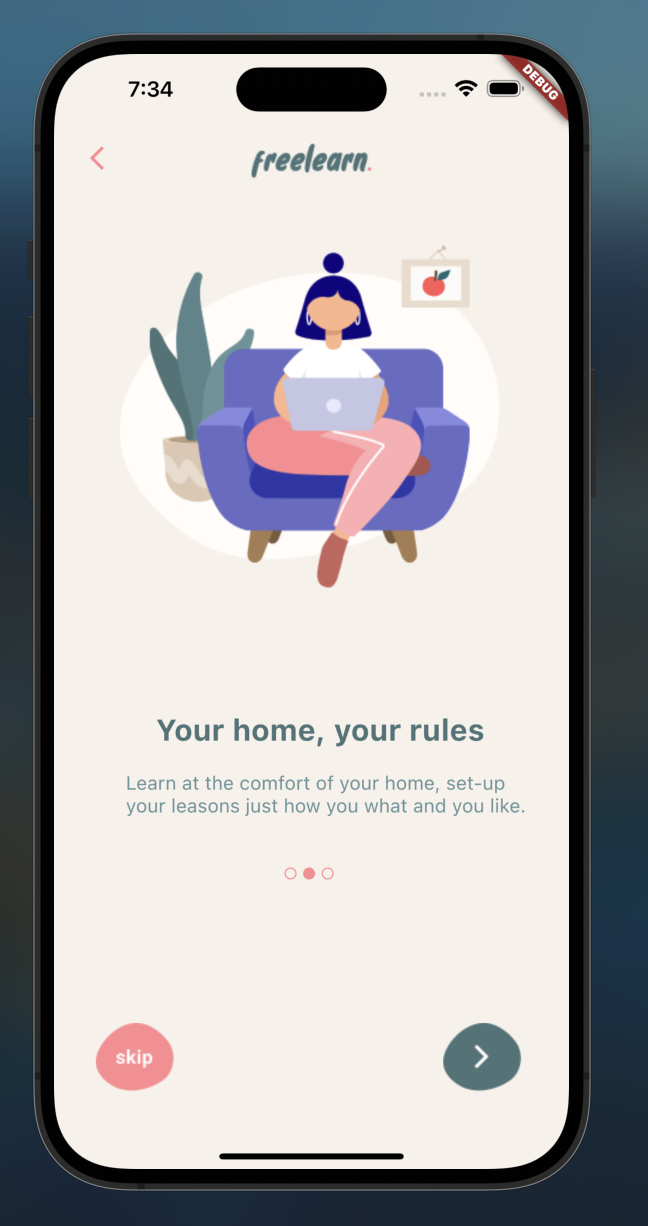 7:34
DEBUG
freelearn.
Your home, your rules
Learn at the comfort of your home, set-up
your leasons just how you what and you like.
skip